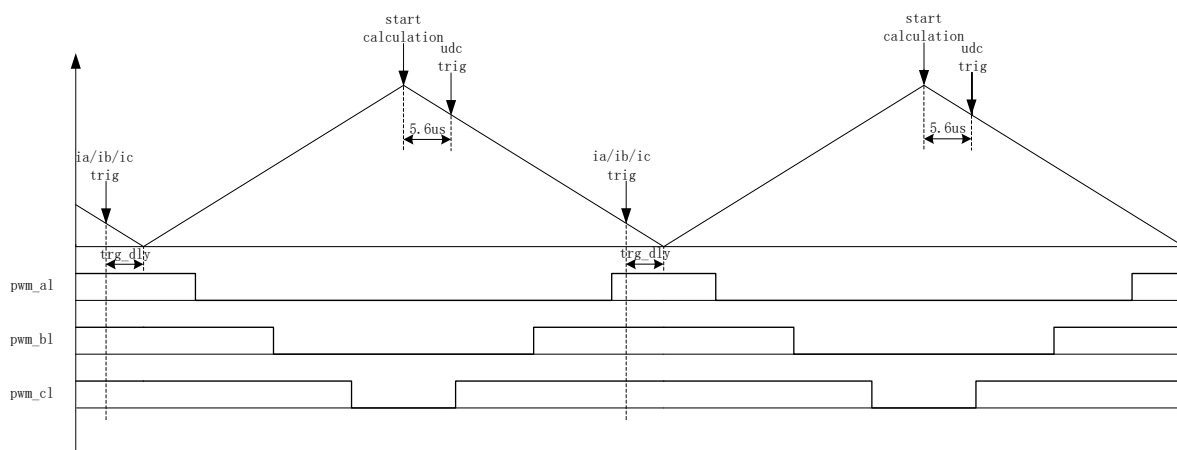 start
calculation
udc
trig
start
calculation
udc
trig
5.6us
5.6us
ia/ib/ic
trig
ia/ib/ic
trig
trg_dly
trg_dly
pwm_al
pwm_bl
pwm_cl